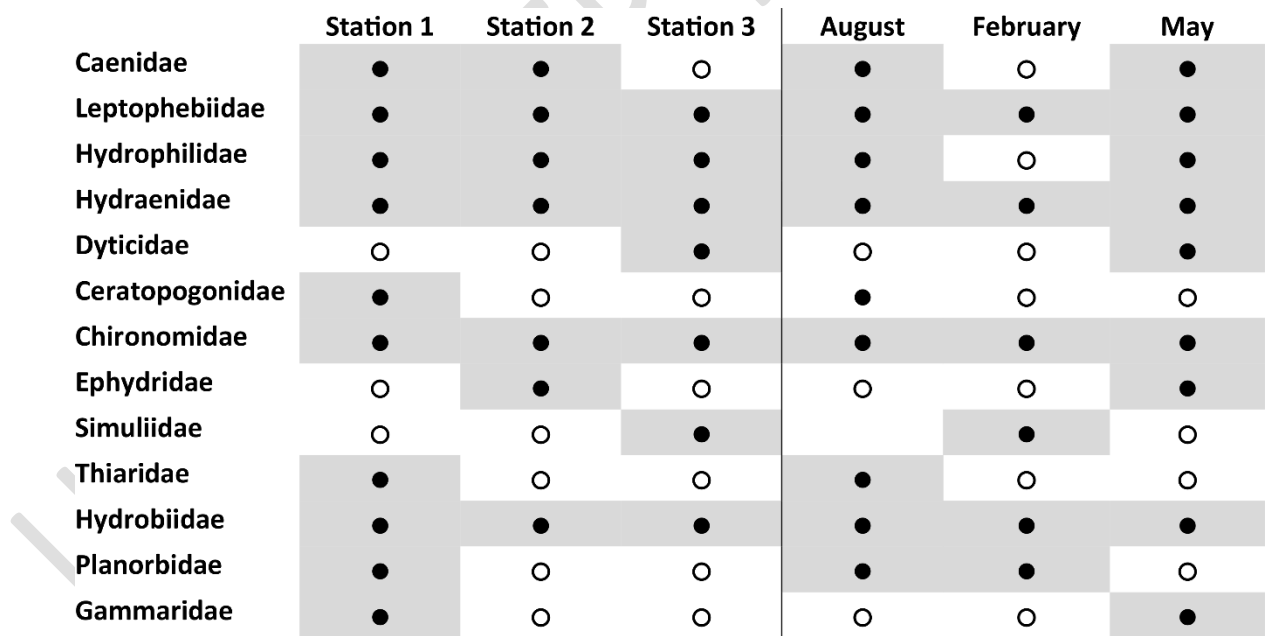 Station 1 Station 2 Station 3 August February May
Caenidae ● ● ○ ● ○ ●
Leptophebiidae ● ● ● ● ● ●
Hydrophilidae ● ● ● ● ○ ●
Hydraenidae ● ● ● ● ● ●
Dyticidae ○ ○ ● ○ ○ ●
Ceratopogonidae ● ○ ○ ● ○ ○
Chironomidae ● ● ● ● ● ●
Ephydridae ○ ● ○ ○ ○ ●
Simuliidae ○ ○ ● ● ○
Thiaridae ● ○ ○ ● ○ ○
Hydrobiidae ● ● ● ● ● ●
Planorbidae ● ○ ○ ● ● ○
Gammaridae ● ○ ○ ○ ○ ●